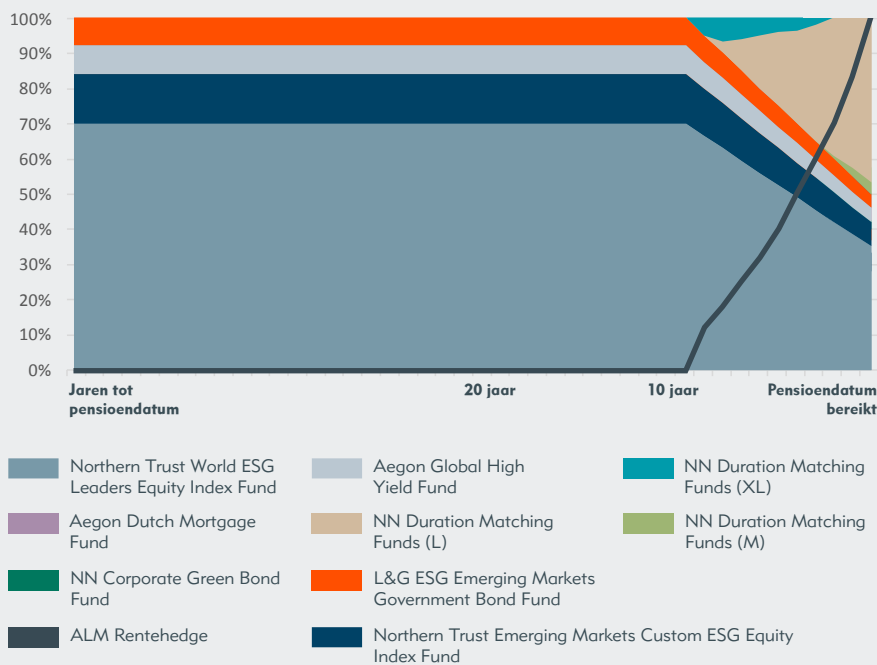 100%
90%
80%
70%
60%
50%
40%
30%
20%
10%
0%
Jaren tot
pensioendatum
20 jaar
10 jaar
Pensioendatum
bereikt
Northern Trust World ESG
Leaders Equity Index Fund
Aegon Global High
Yield Fund
NN Duration Matching
Funds (XL)
Aegon Dutch Mortgage
Fund
NN Duration Matching
Funds (L)
NN Duration Matching
Funds (M)
NN Corporate Green Bond
Fund
L&G ESG Emerging Markets
Government Bond Fund
ALM Rentehedge
Northern Trust Emerging Markets Custom ESG Equity
Index Fund